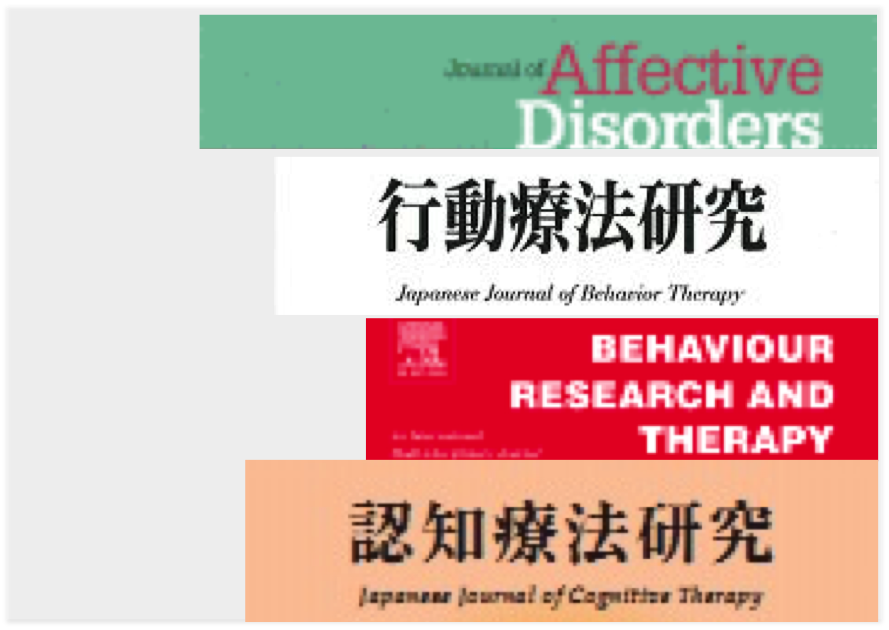 Journal of Affective
Disorders
行動療法研究
Japanese Journal of Behavior Therapy
BEHAVIOUR
RESEARCH AND
THERAPY
認知療法研究
Japanese Journal of Cognitive Therapy